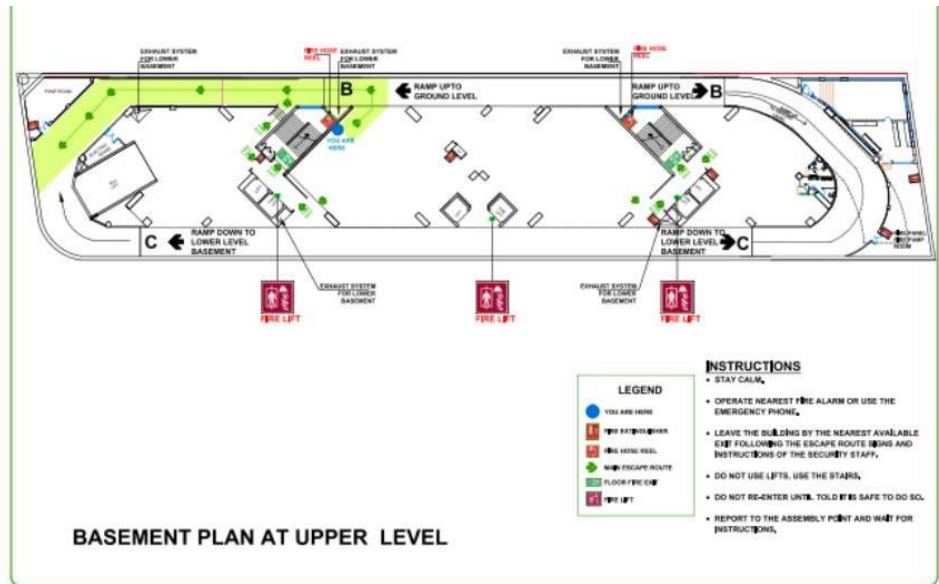 EXHAUST SYSTEM
FOR LOWER
BASEMENT
FIRE HOSE
REEL
EXHAUST SYSTEM
FOR LOWER
BASEMENT
EXHAUST SYSTEM
FOR LOWER
BASEMENT
FIRE HOSE
REEL
B
RAMP UPTO
GROUND LEVEL
RAMP UPTO
GROUND LEVEL
B
YOU ARE
HERE
C
RAMP DOWN TO
LOWER LEVEL
BASEMENT
RAMP DOWN TO
LOWER LEVEL
BASEMENT
C
FIRE PANEL
FIRE PUMP
ROOM
EXHAUST SYSTEM
FOR LOWER
BASEMENT
EXHAUST SYSTEM
FOR LOWER
BASEMENT
FIRE LIFT
FIRE LIFT
FIRE LIFT
LEGEND
YOU ARE HERE
FIRE EXTINGUISHER
FIRE HOSE REEL
MAIN ESCAPE ROUTE
FLOOR FIRE EXIT
FIRE LIFT
INSTRUCTIONS
• STAY CALM.
• OPERATE NEAREST FIRE ALARM OR USE THE
EMERGENCY PHONE.
• LEAVE THE BUILDING BY THE NEAREST AVAILABLE
EXIT FOLLOWING THE ESCAPE ROUTE SIGNS AND
INSTRUCTIONS OF THE SECURITY STAFF.
• DO NOT USE LIFTS, USE THE STAIRS.
• DO NOT RE-ENTER UNTIL TOLD IT IS SAFE TO DO SO.
• REPORT TO THE ASSEMBLY POINT AND WAIT FOR
INSTRUCTIONS.
BASEMENT PLAN AT UPPER LEVEL